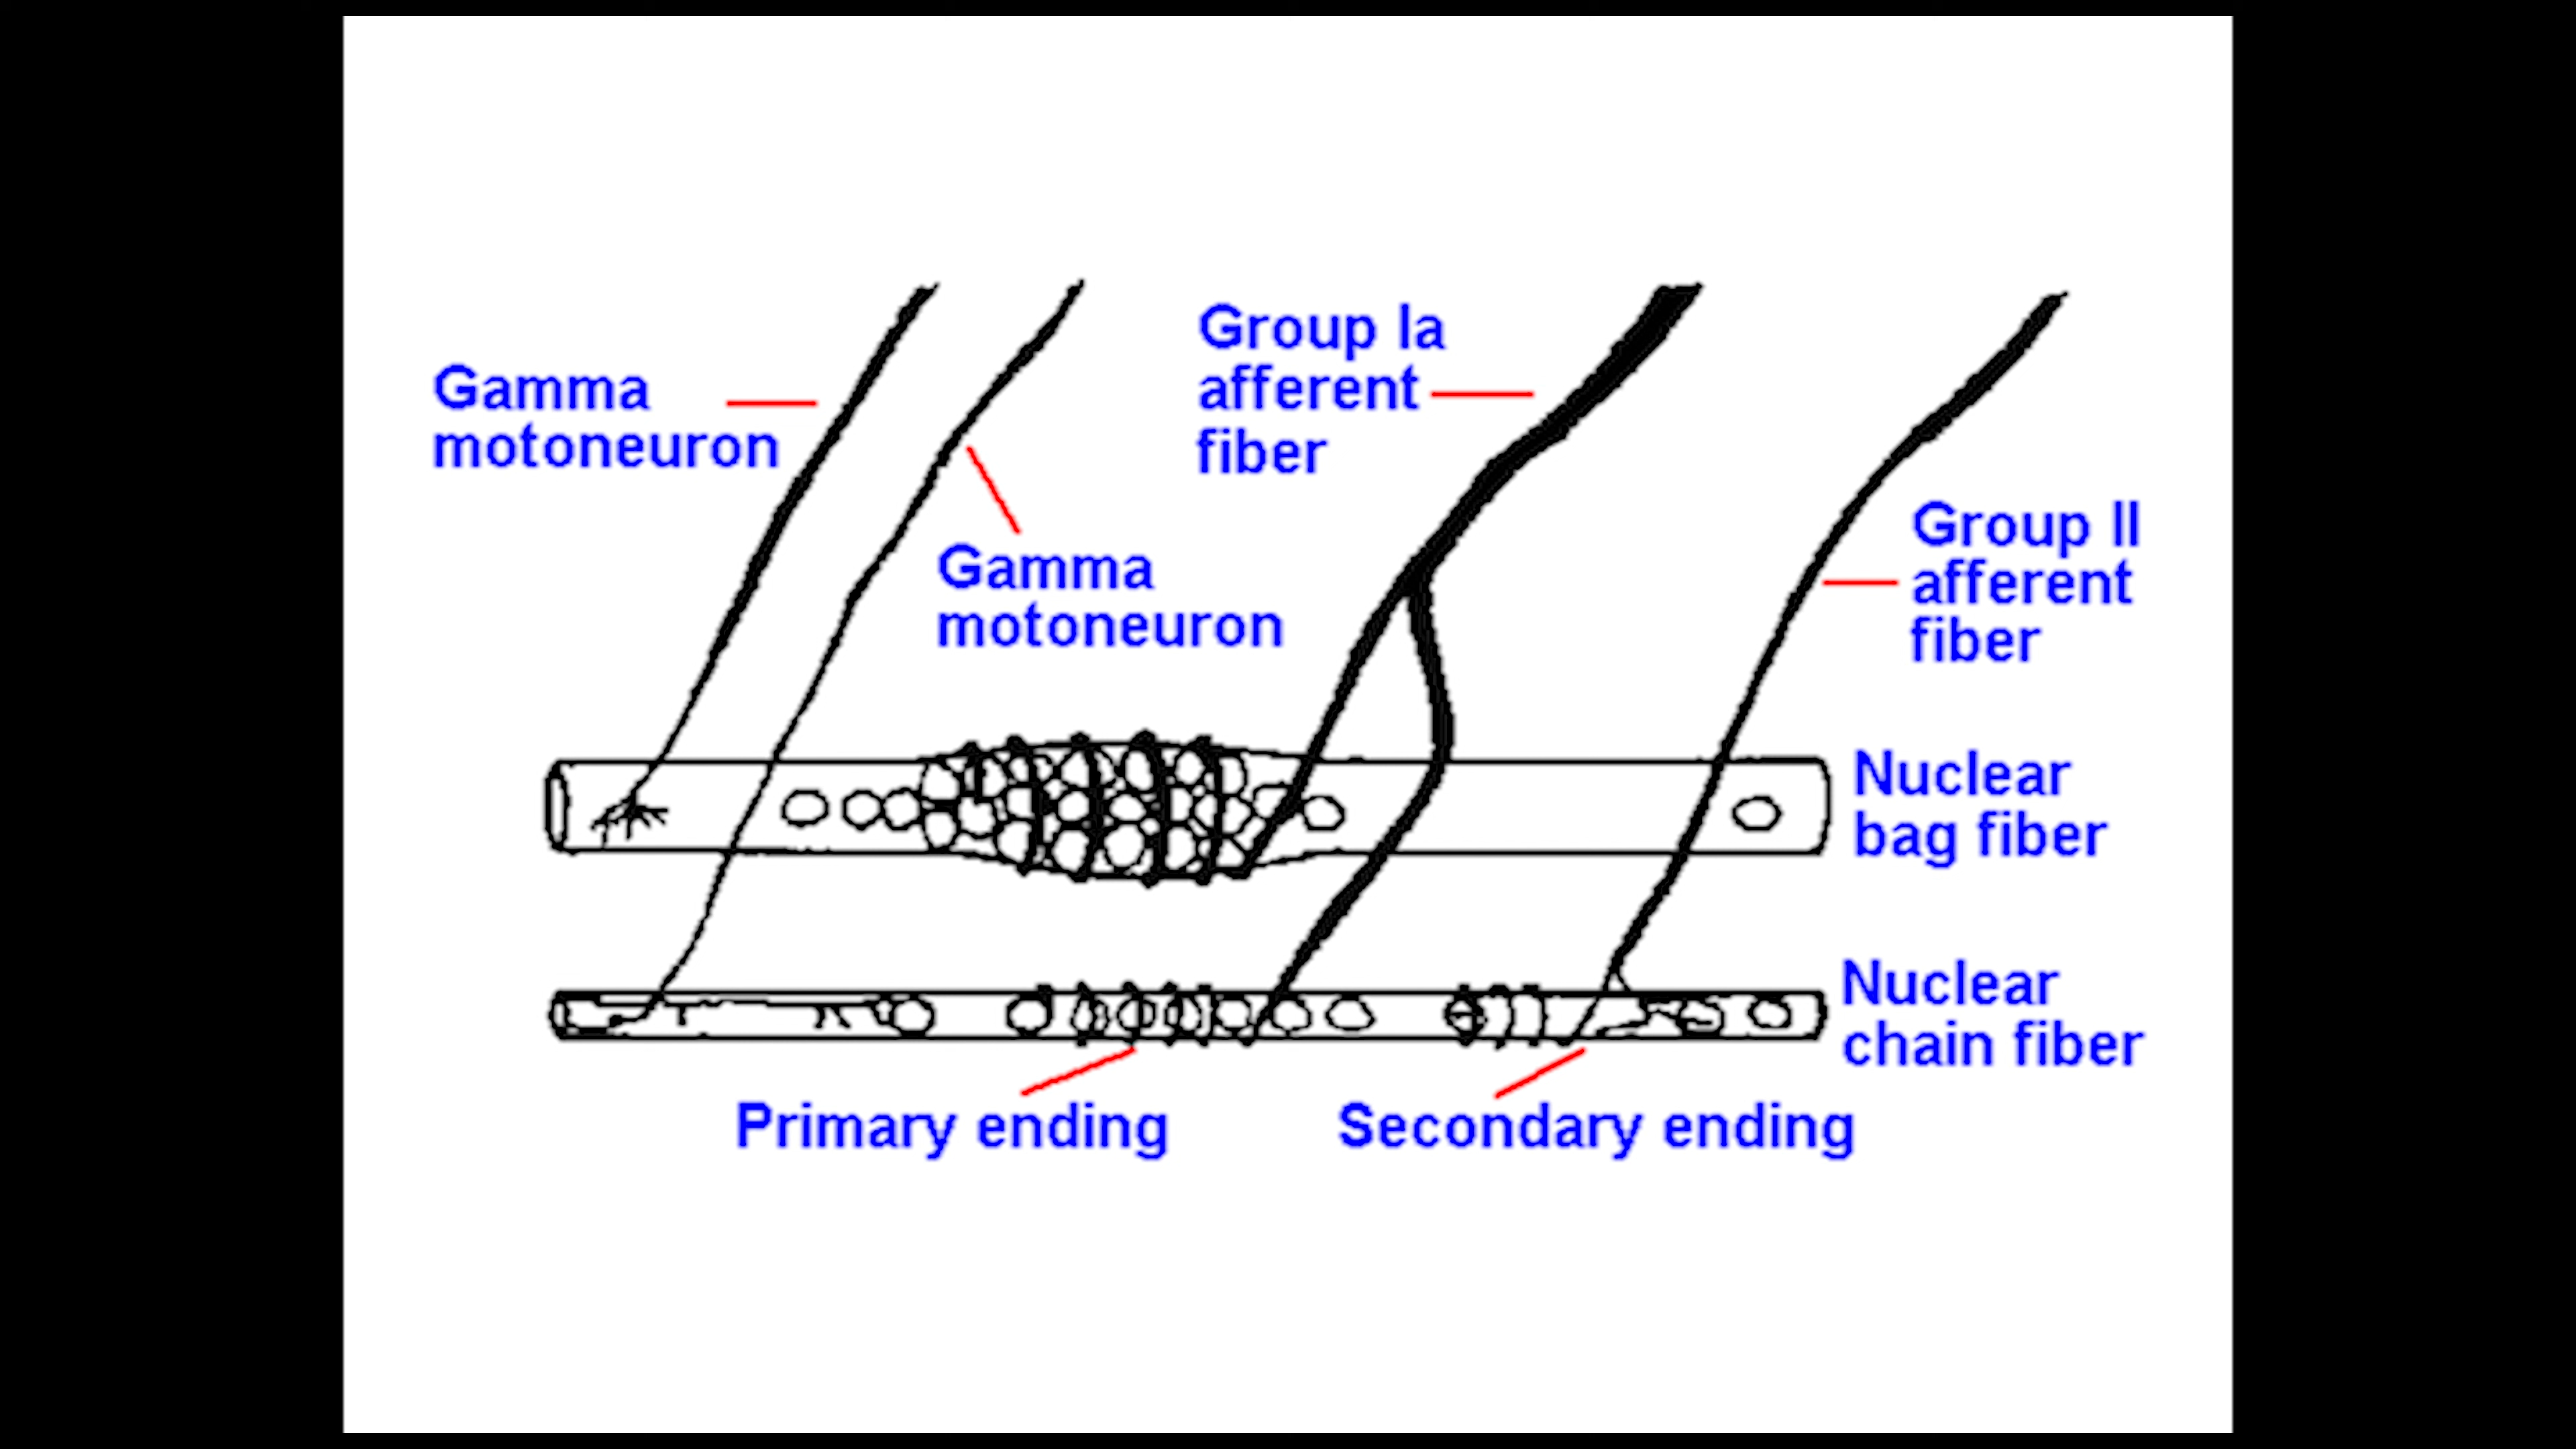 Gamma
motoneuron
Gamma
motoneuron
Group Ia
afferent
fiber
Group II
afferent
fiber
Nuclear
bag fiber
Nuclear
chain fiber
Primary ending
Secondary ending